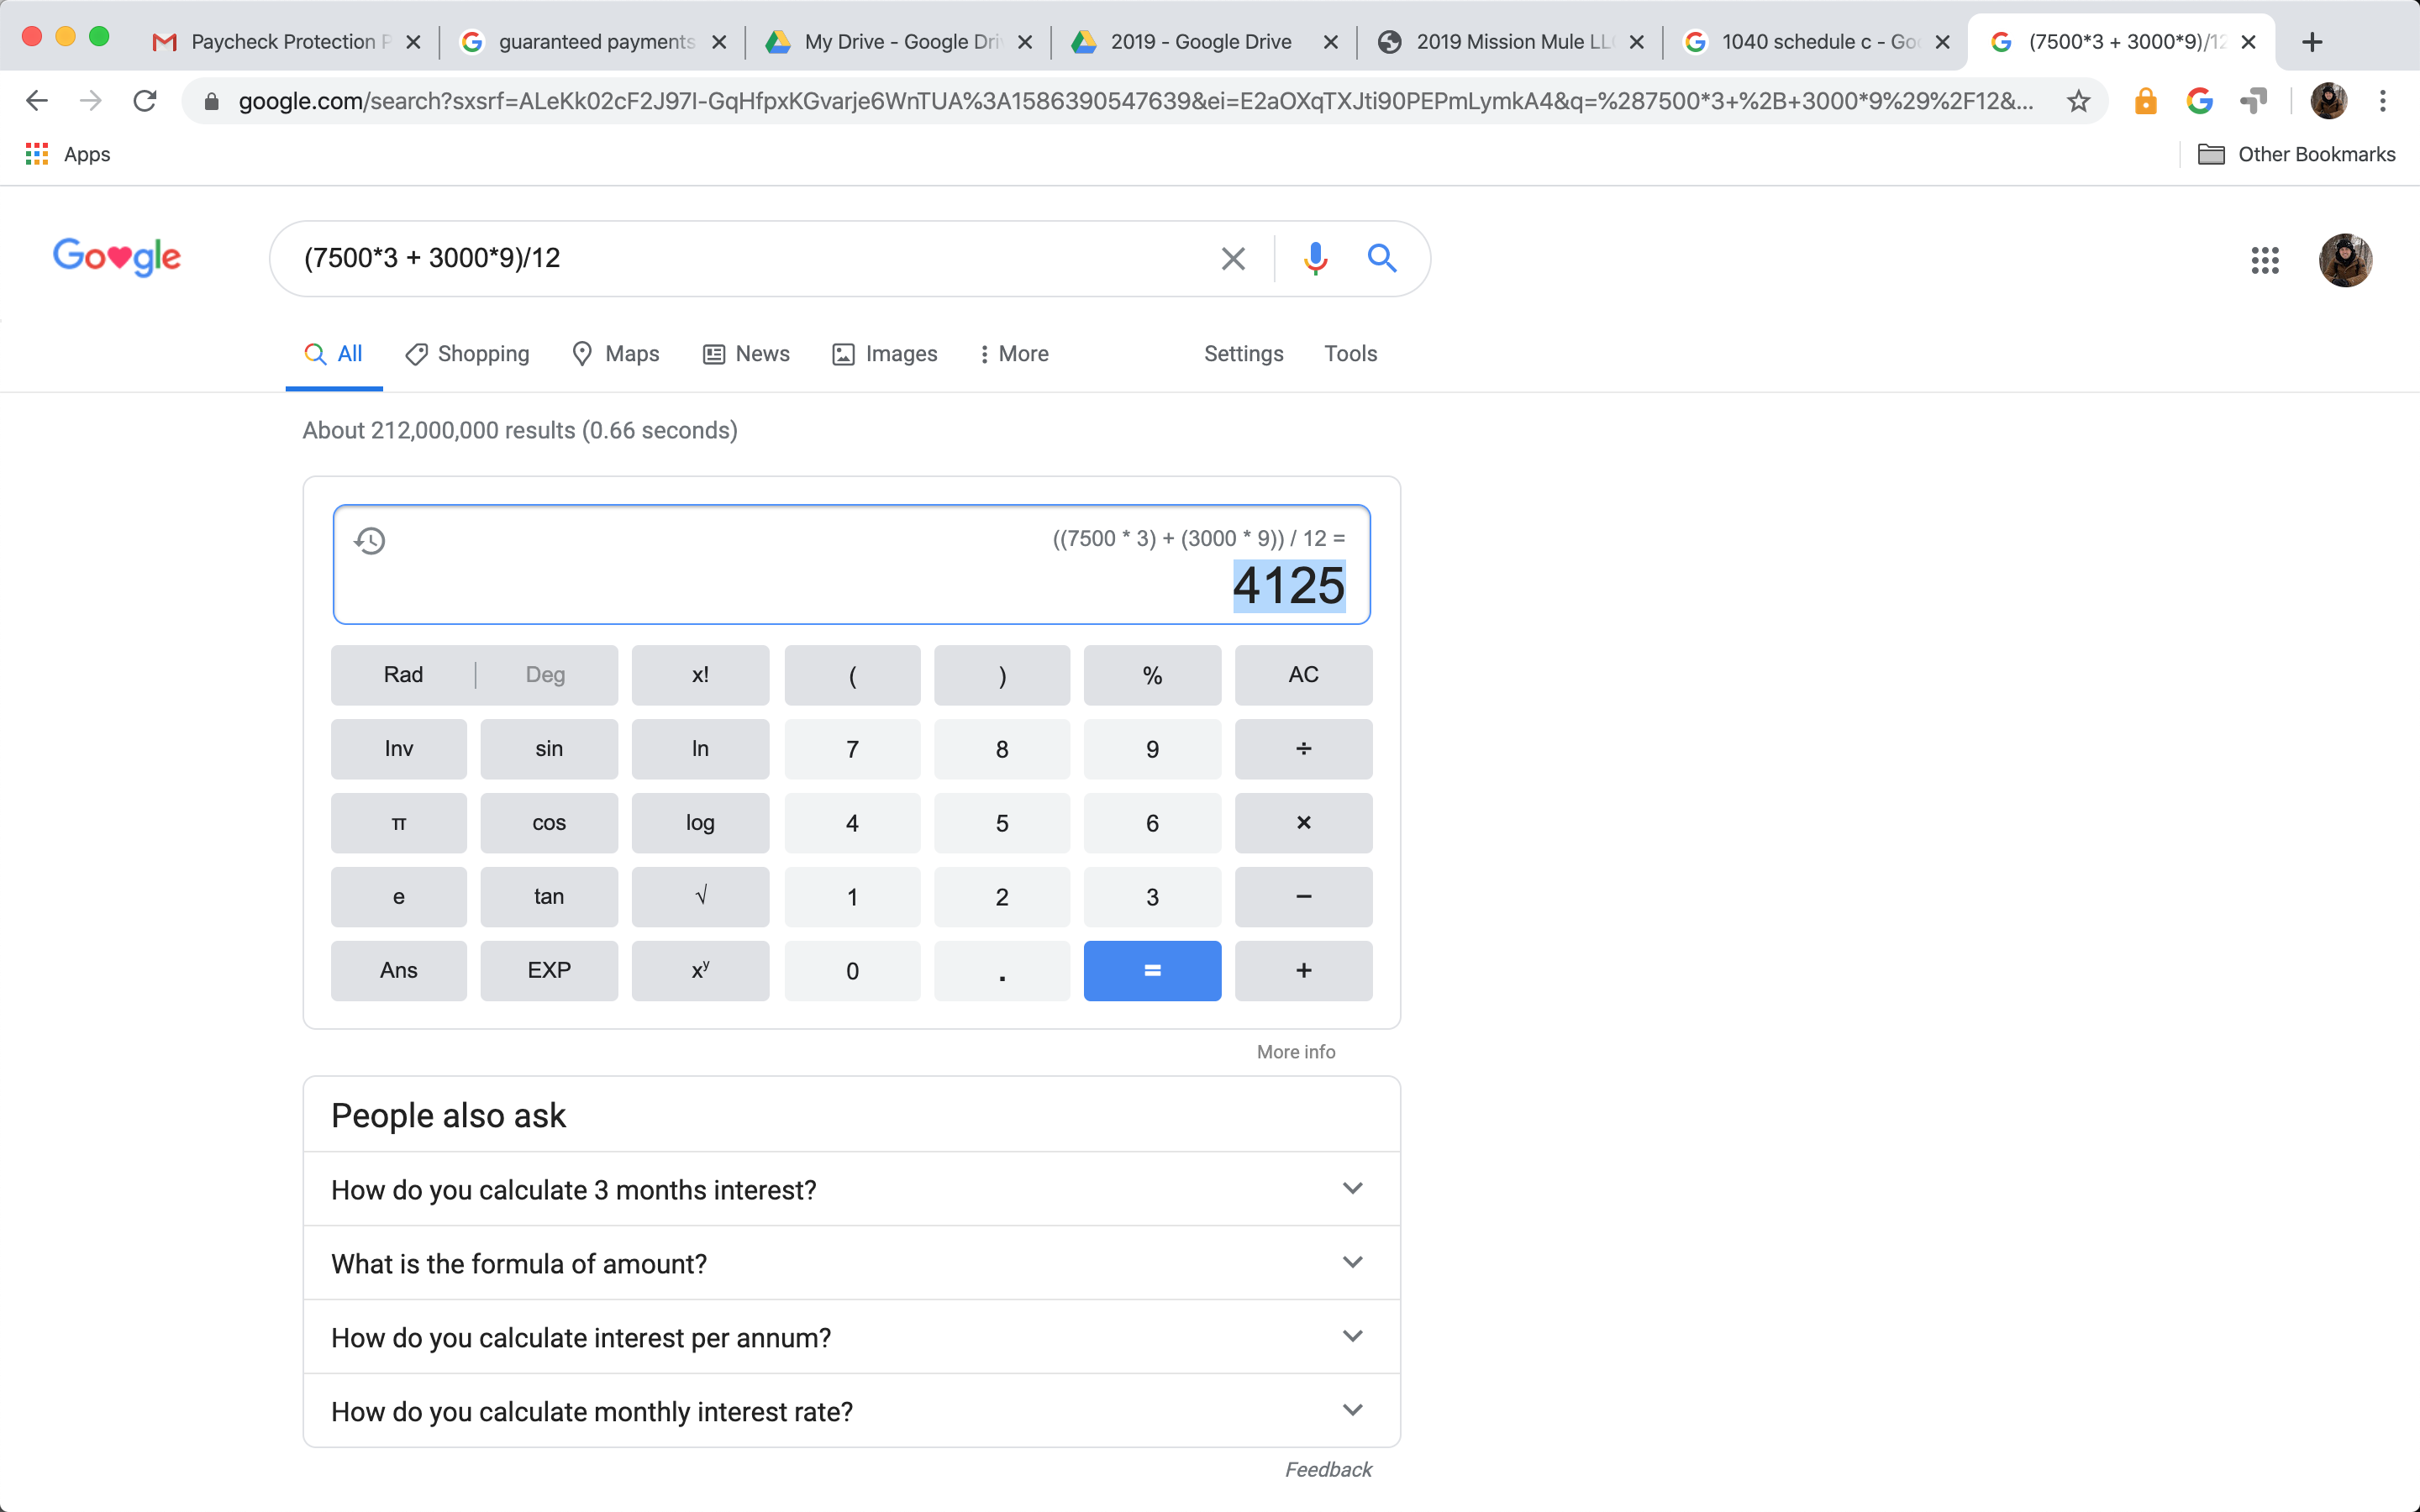 Paycheck Protection P
guaranteed payments
My Drive - Google Dri
2019 - Google Drive
2019 Mission Mule LL
1040 schedule c - Go
(7500*3 + 3000*9)/12
google.com/search?sxsrf=ALeKk02cF2J97I-GqHfpxKGvarje6WnTUA%3A1586390547639&ei=E2aOXqTXJti90PEPmLymkA4&q=%287500*3+%2B+3000*9%29%2F12&...
Apps
Other Bookmarks
Google
(7500*3 + 3000*9)/12
All Shopping Maps News Images More Settings Tools
About 212,000,000 results (0.66 seconds)
((7500 * 3) + (3000 * 9)) / 12 =
4125
Rad Deg x! ( ) % AC
Inv sin ln 7 8 9 ÷
π cos log 4 5 6 ×
e tan √ 1 2 3 −
Ans EXP xʸ 0 . = +
More info
People also ask
How do you calculate 3 months interest?
What is the formula of amount?
How do you calculate interest per annum?
How do you calculate monthly interest rate?
Feedback